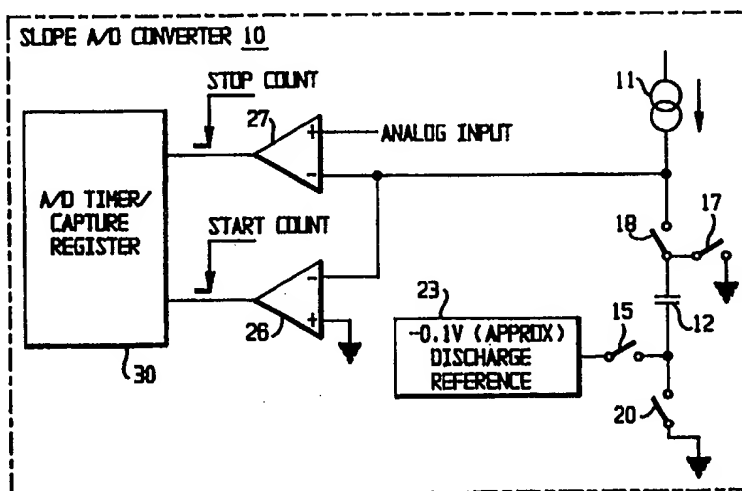 SLOPE A/D CONVERTER 10
STOP COUNT
11
27
+
ANALOG INPUT
-
A/D TIMER/
CAPTURE
REGISTER
START COUNT
18
17
-
23
12
+
26
-0.1V (APPROX)
DISCHARGE
REFERENCE
15
30
20